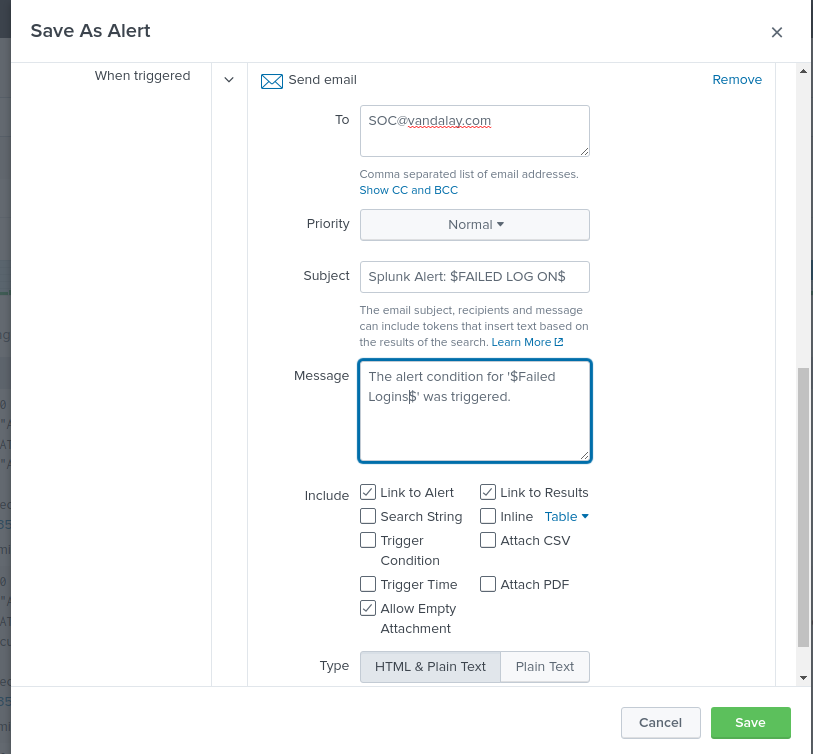 Save As Alert
When triggered
Send email
Remove
To
SOC@vandalay.com
Comma separated list of email addresses.
Show CC and BCC
Priority
Normal
Subject
Splunk Alert: $FAILED LOG ON$
The email subject, recipients and message
can include tokens that insert text based on
the results of the search. Learn More
Message
The alert condition for '$Failed
Logins$' was triggered.
Include
Link to Alert
Link to Results
Search String
Inline Table
Trigger
Condition
Attach CSV
Trigger Time
Attach PDF
Allow Empty
Attachment
Type
HTML & Plain Text
Plain Text
Cancel
Save